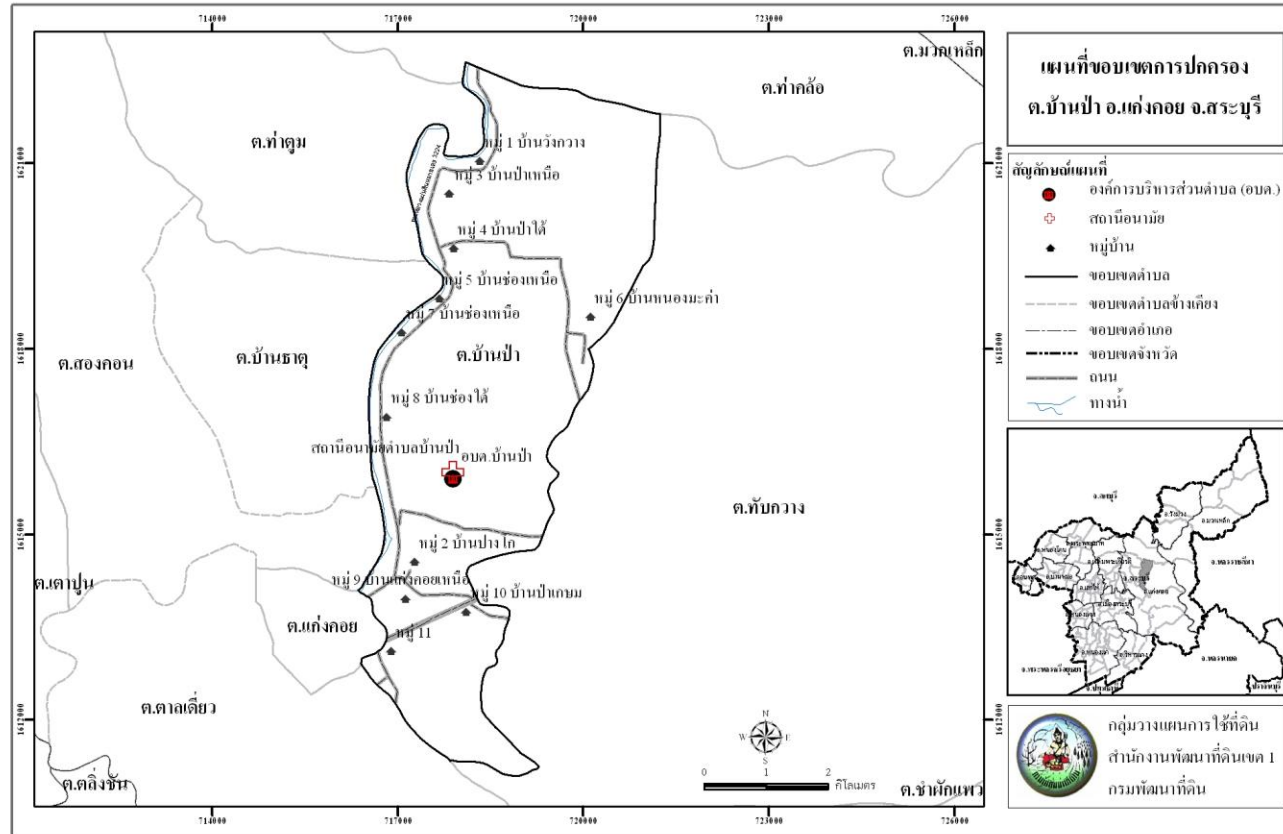 714000 717000 720000 723000 726000
แผนที่ขอบเขตการปกครอง
ต.บ้านป่า อ.แก่งคอย จ.สระบุรี
ต.มวกเหล็ก
ต.ท่าคล้อ
ต.ท่าตูม
1621000 1621000
หมู่ 1 บ้านวังกวาง
หมู่ 3 บ้านป่าเหนือ
หมู่ 4 บ้านป่าใต้
หมู่ 5 บ้านช่องเหนือ
หมู่ 6 บ้านหนองมะค่า
หมู่ 7 บ้านช่องเหนือ
1618000 1618000
ต.สองคอน
ต.บ้านธาตุ
ต.บ้านป่า
หมู่ 8 บ้านช่องใต้
สถานีอนามัยตำบลบ้านป่า
อบต.บ้านป่า
อบต
ต.ทับกวาง
1615000 1615000
หมู่ 2 บ้านปางโก
หมู่ 9 บ้านแก่งคอยเหนือ
หมู่ 10 บ้านป่าเกษม
หมู่ 11
ต.เตาปูน
ต.แก่งคอย
ต.ตาลเดี่ยว
1612000 1612000
ต.ตลิ่งชัน
ต.ชำผักแพว
N
W E
S
0 1 2
กิโลเมตร
714000 717000 720000 723000 726000
สัญลักษณ์แผนที่
องค์การบริหารส่วนตำบล (อบต.)
สถานีอนามัย
หมู่บ้าน
ขอบเขตตำบล
ขอบเขตตำบลข้างเคียง
ขอบเขตอำเภอ
ขอบเขตจังหวัด
ถนน
ทางน้ำ
กลุ่มวางแผนการใช้ที่ดิน
สำนักงานพัฒนาที่ดินเขต 1
กรมพัฒนาที่ดิน